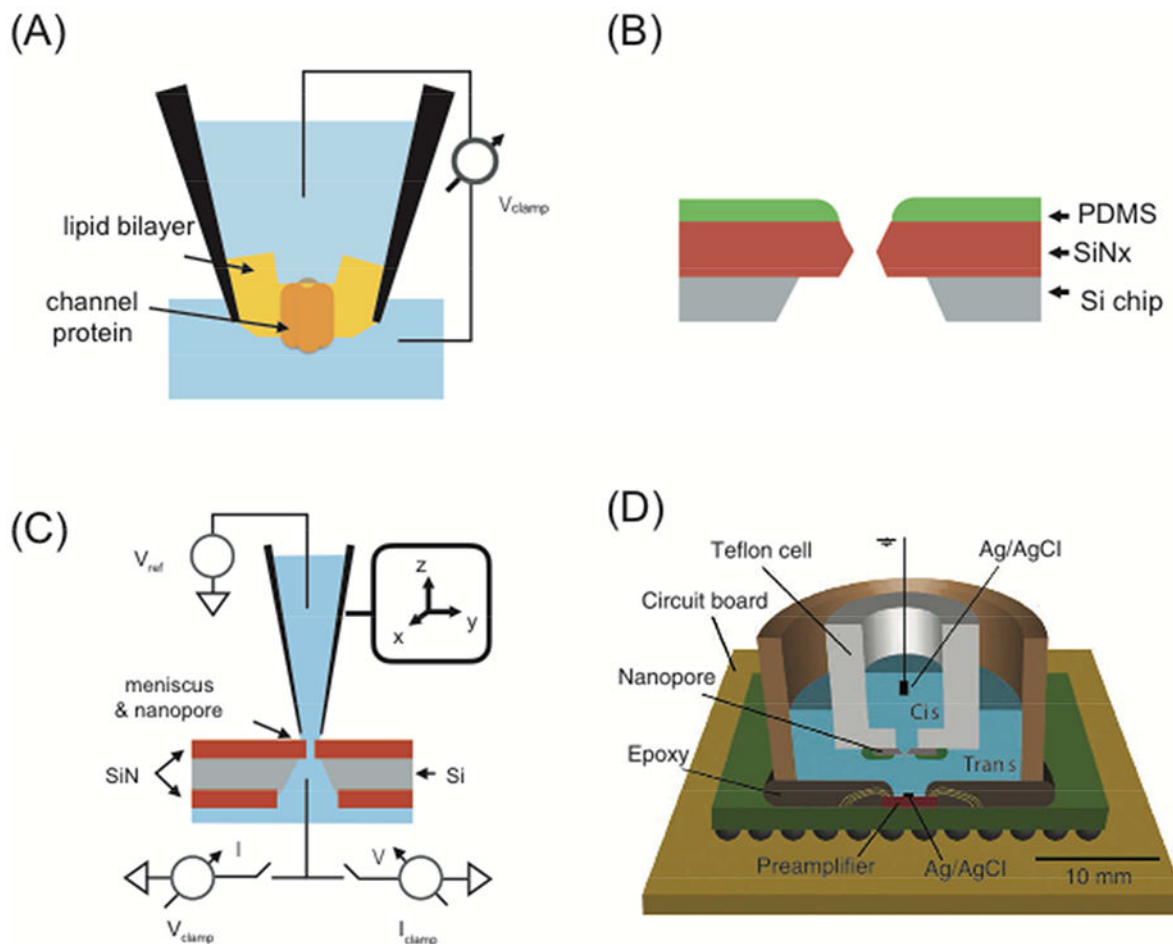 (A)
lipid bilayer
channel
protein
Vclamp
(B)
PDMS
SiNx
Si chip
(C)
Vref
z
y
x
meniscus
& nanopore
SiN
Si
I
V
Vclamp
Iclamp
(D)
Teflon cell
Ag/AgCl
Circuit board
Nanopore
Cis
Epoxy
Trans
Preamplifier
Ag/AgCl
10 mm